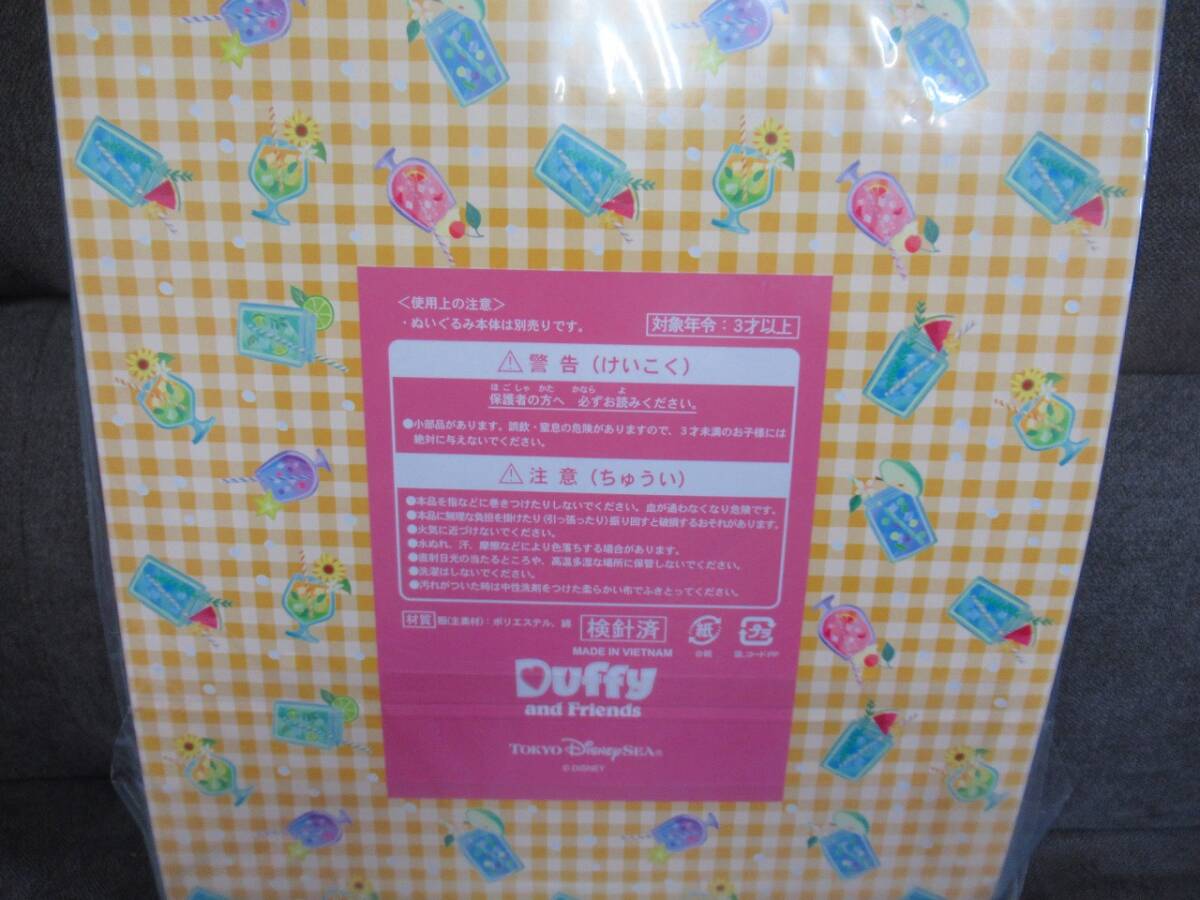 ＜使用上の注意＞
・ぬいぐるみ本体は別売りです。
対象年令：3才以上
⚠警告（けいこく）
ほごしゃ かた かなら よ
保護者の方へ 必ずお読みください。
●小部品があります。誤飲・窒息の危険がありますので、3才未満のお子様には
絶対に与えないでください。
⚠注意（ちゅうい）
●本品を指などに巻きつけたりしないでください。血が通わなくなり危険です。
●本品に無理な負担を掛けたり（引っ張ったり）振り回すと破損するおそれがあります。
●火気に近づけないでください。
●水ぬれ、汗、摩擦などにより色落ちする場合があります。
●直射日光の当たるところや、高温多湿な場所に保管しないでください。
●洗濯はしないでください。
●汚れがついた時は中性洗剤をつけた柔らかい布でふきとってください。
材質 服(主素材)：ポリエステル、綿
検針済
紙
プラ
台紙
袋、コード:PP
MADE IN VIETNAM
Duffy
and Friends
TOKYO DisneySEA®
© DISNEY